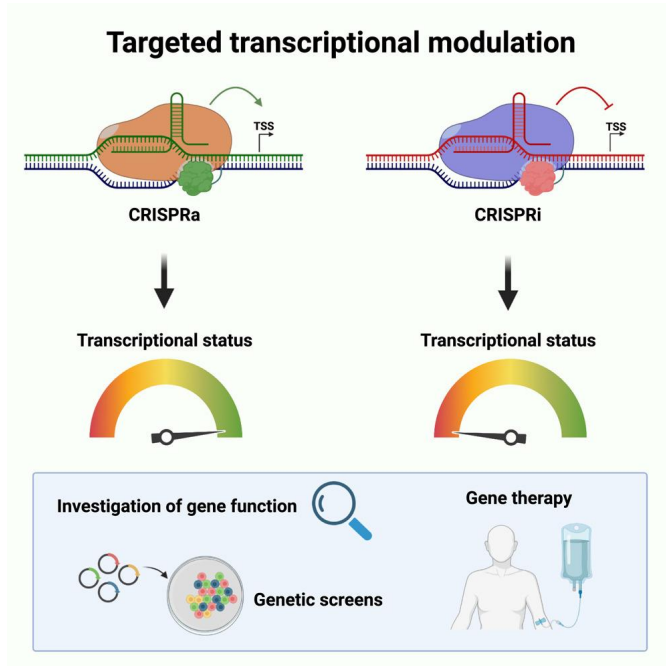 Targeted transcriptional modulation
TSS
TSS
CRISPRa
CRISPRi
Transcriptional status
Transcriptional status
Investigation of gene function
Gene therapy
Genetic screens